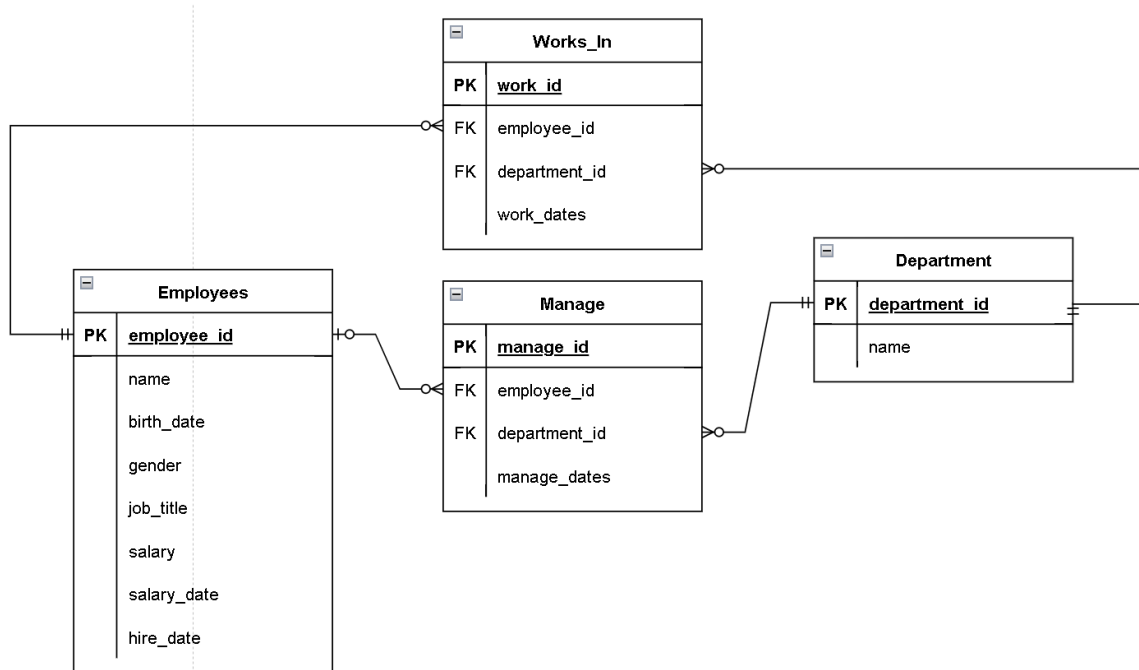 Works_In
PK work_id
FK employee_id
FK department_id
work_dates
Department
PK department_id
name
Employees
PK employee_id
name
birth_date
gender
job_title
salary
salary_date
hire_date
Manage
PK manage_id
FK employee_id
FK department_id
manage_dates